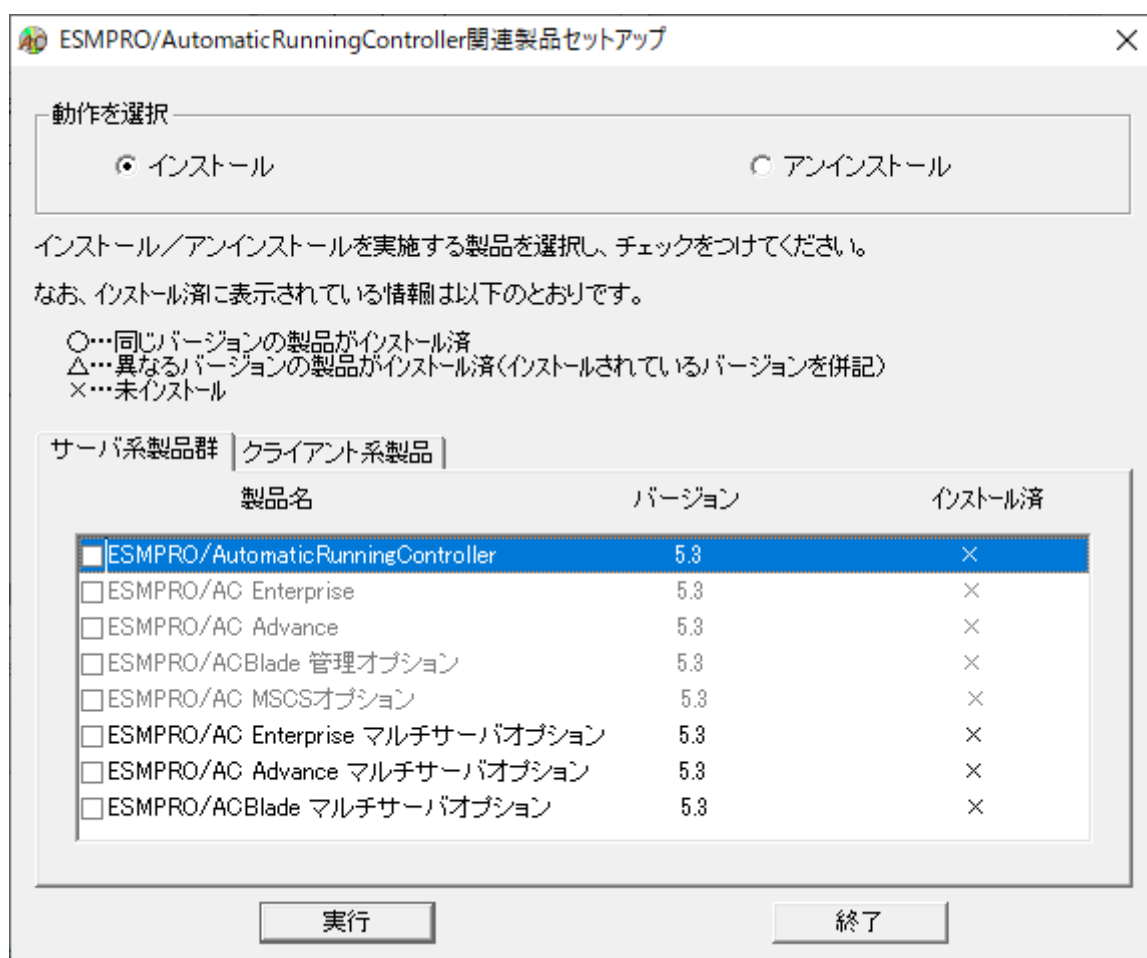 ESMPRO/AutomaticRunningController関連製品セットアップ
動作を選択
インストール アンインストール
インストール／アンインストールを実施する製品を選択し、チェックをつけてください。
なお、インストール済に表示されている情報は以下のとおりです。
○…同じバージョンの製品がインストール済
△…異なるバージョンの製品がインストール済(インストールされているバージョンを併記)
×…未インストール
サーバ系製品群 クライアント系製品
製品名 バージョン インストール済
ESMPRO/AutomaticRunningController 5.3 ×
ESMPRO/AC Enterprise 5.3 ×
ESMPRO/AC Advance 5.3 ×
ESMPRO/ACBlade 管理オプション 5.3 ×
ESMPRO/AC MSCSオプション 5.3 ×
ESMPRO/AC Enterprise マルチサーバオプション 5.3 ×
ESMPRO/AC Advance マルチサーバオプション 5.3 ×
ESMPRO/ACBlade マルチサーバオプション 5.3 ×
実行 終了